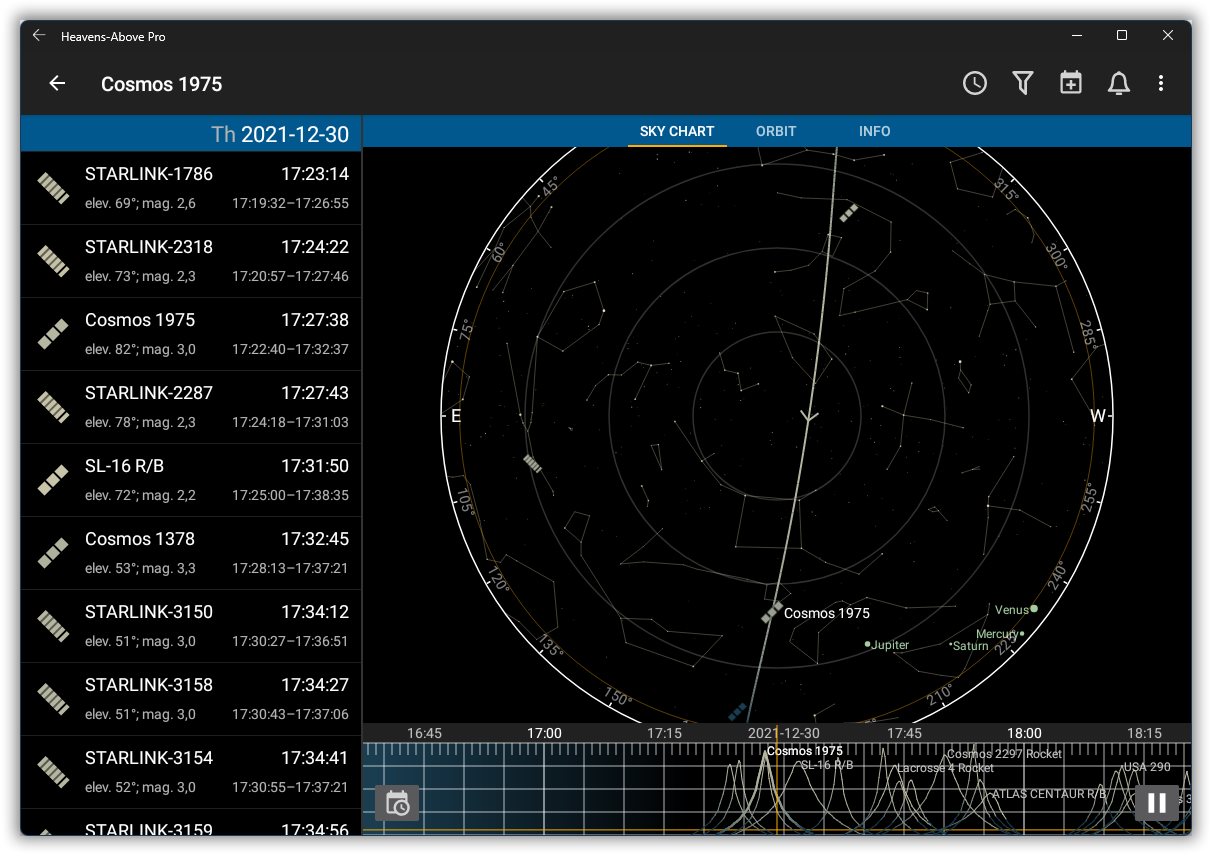 Heavens-Above Pro
Cosmos 1975
Th 2021-12-30
STARLINK-1786 17:23:14
elev. 69°; mag. 2,6 17:19:32–17:26:55
STARLINK-2318 17:24:22
elev. 73°; mag. 2,3 17:20:57–17:27:46
Cosmos 1975 17:27:38
elev. 82°; mag. 3,0 17:22:40–17:32:37
STARLINK-2287 17:27:43
elev. 78°; mag. 2,3 17:24:18–17:31:03
SL-16 R/B 17:31:50
elev. 72°; mag. 2,2 17:25:00–17:38:35
Cosmos 1378 17:32:45
elev. 53°; mag. 3,3 17:28:13–17:37:21
STARLINK-3150 17:34:12
elev. 51°; mag. 3,0 17:30:27–17:36:51
STARLINK-3158 17:34:27
elev. 51°; mag. 3,0 17:30:43–17:37:06
STARLINK-3154 17:34:41
elev. 52°; mag. 3,0 17:30:55–17:37:21
STARLINK-3159 17:34:56
SKY CHART ORBIT INFO
45° 315°
60° 300°
75° 285°
E W
105° 255°
120° 240°
Cosmos 1975 Venus
Mercury
135° Jupiter Saturn
150° 210°
16:45 17:00 17:15 2021-12-30 17:45 18:00 18:15
Cosmos 1975 Cosmos 2297 Rocket
SL-16 R/B Lacrosse 4 Rocket USA 290
ATLAS CENTAUR R/B